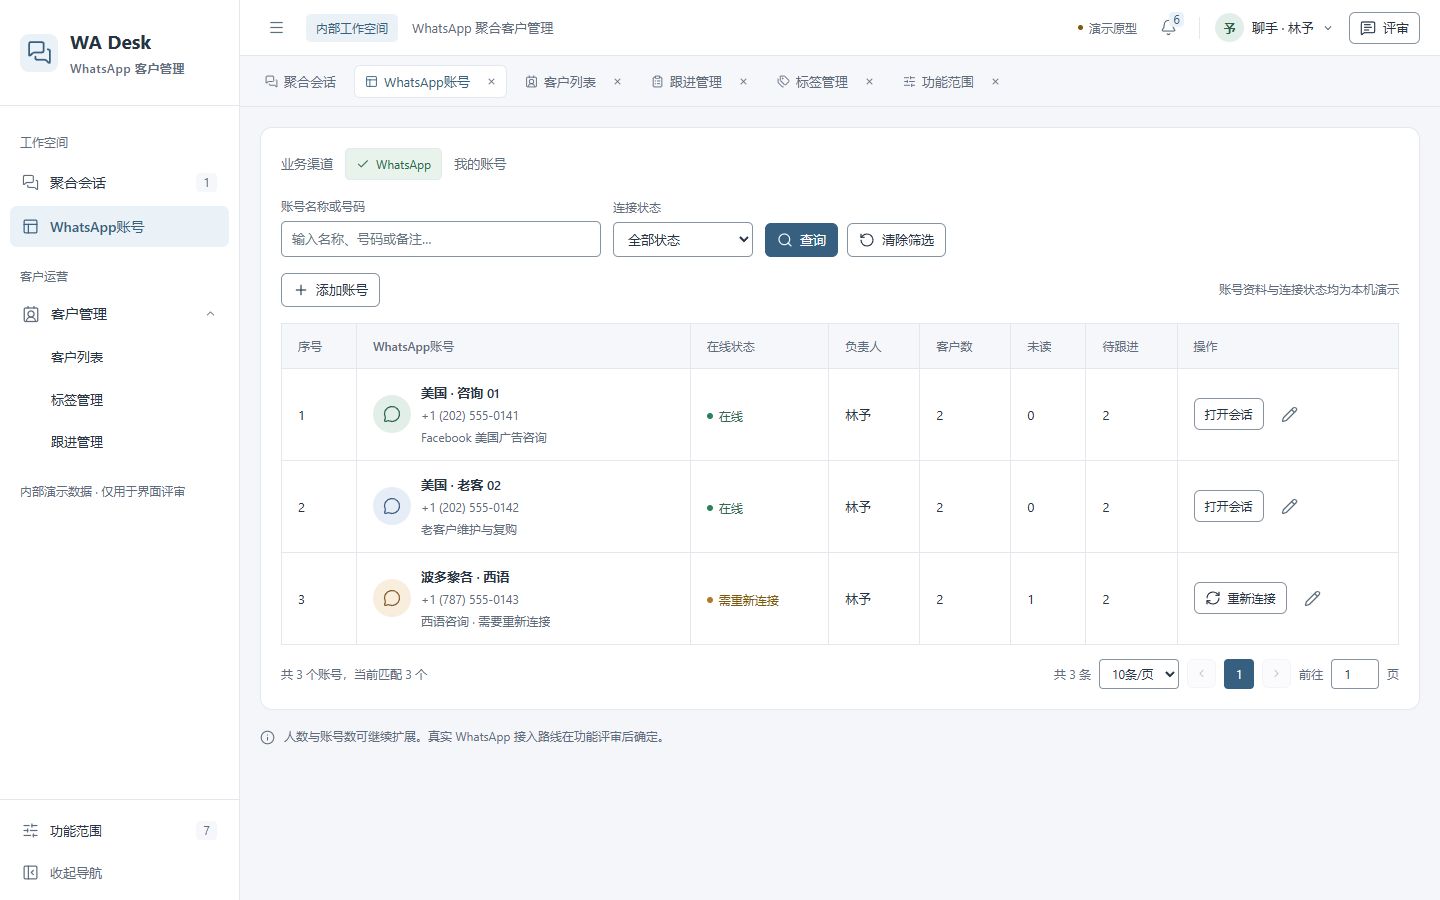 WA Desk
WhatsApp 客户管理
工作空间
聚合会话 1
WhatsApp账号
客户运营
客户管理
客户列表
标签管理
跟进管理
内部演示数据 · 仅用于界面评审
功能范围 7
收起导航
内部工作空间 WhatsApp 聚合客户管理
演示原型 6 予 聊手 · 林予 评审
聚合会话 WhatsApp账号 × 客户列表 × 跟进管理 × 标签管理 × 功能范围 ×
业务渠道 WhatsApp 我的账号
账号名称或号码 连接状态
输入名称、号码或备注... 全部状态 查询 清除筛选
添加账号 账号资料与连接状态均为本机演示
序号 WhatsApp账号 在线状态 负责人 客户数 未读 待跟进 操作
美国 · 咨询 01
1 +1 (202) 555-0141 在线 林予 2 0 2 打开会话
Facebook 美国广告咨询
美国 · 老客 02
2 +1 (202) 555-0142 在线 林予 2 0 2 打开会话
老客户维护与复购
波多黎各 · 西语
3 +1 (787) 555-0143 需重新连接 林予 2 1 2 重新连接
西语咨询 · 需要重新连接
共 3 个账号，当前匹配 3 个 共 3 条 10条/页 1 前往 1 页
人数与账号数可继续扩展。真实 WhatsApp 接入路线在功能评审后确定。